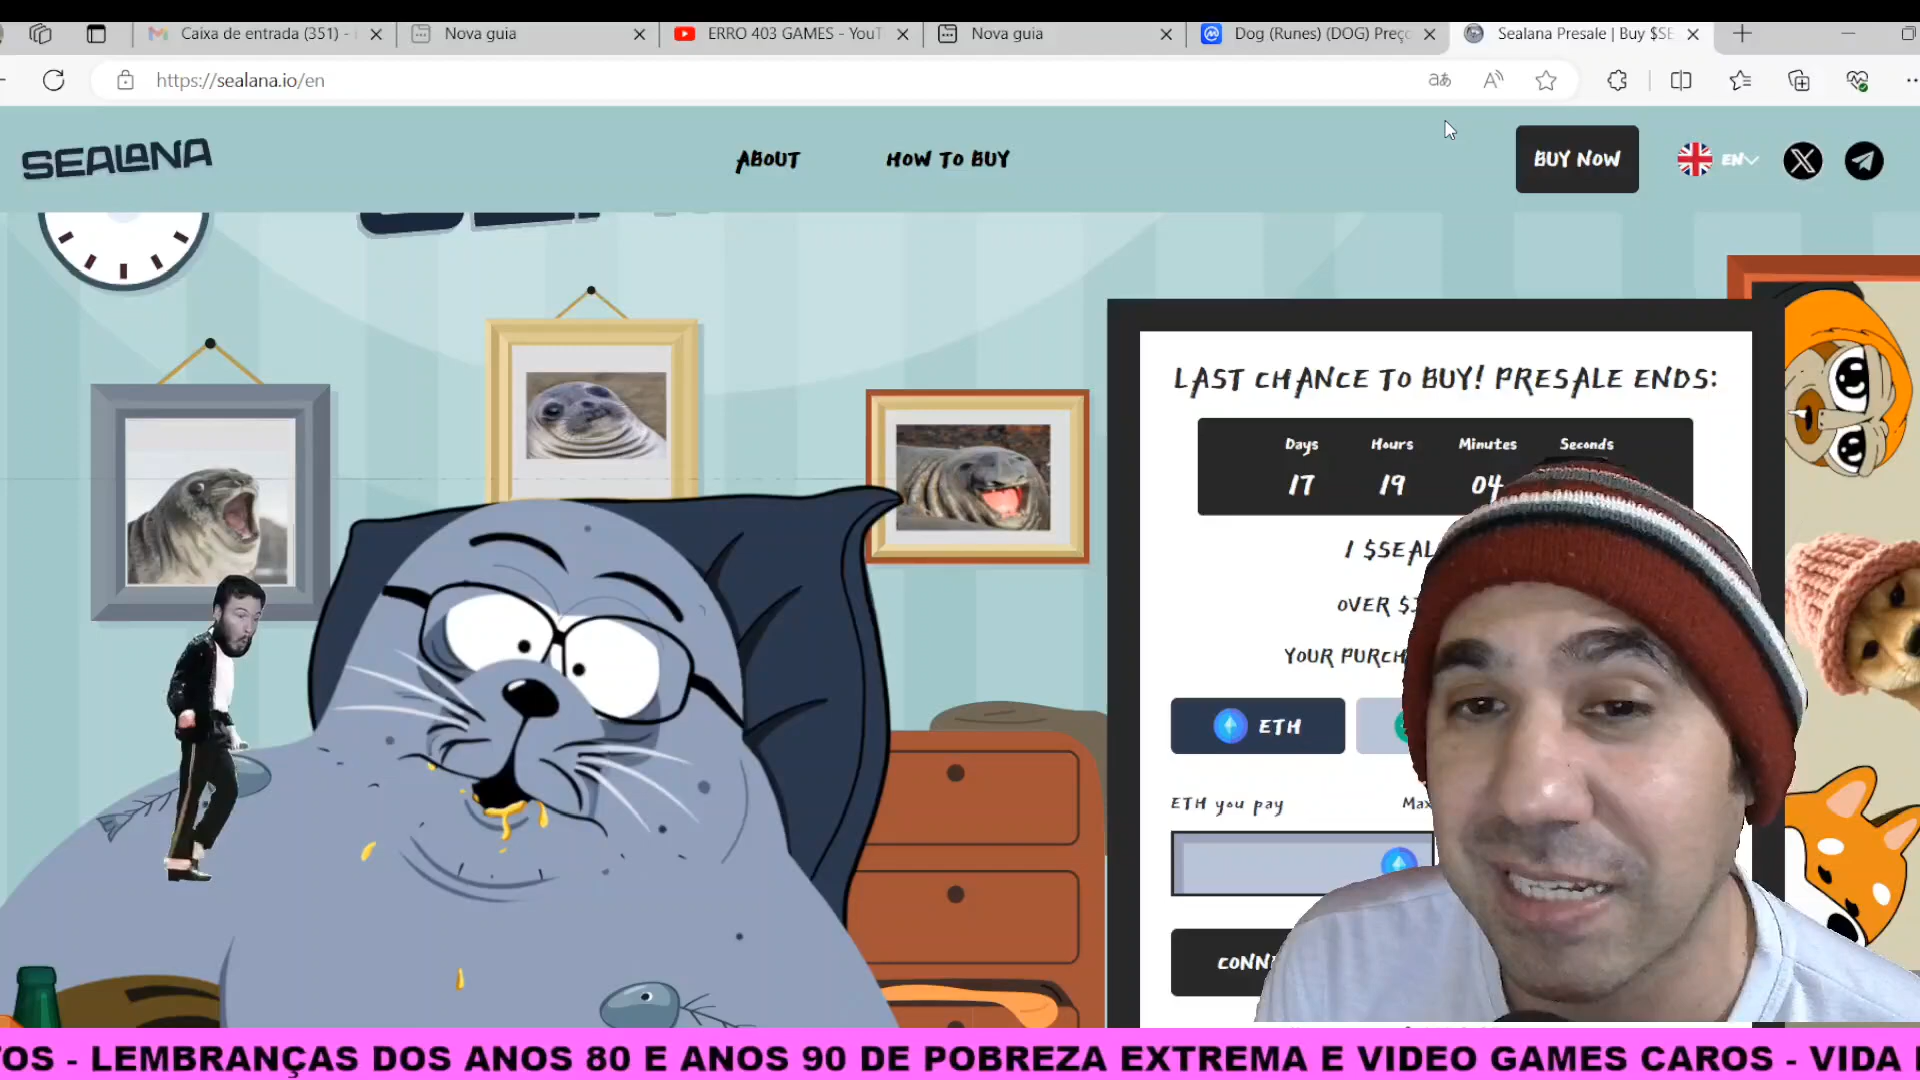 Caixa de entrada (351) -
Nova guia
ERRO 403 GAMES - YouT
Nova guia
Dog (Runes) (DOG) Preço
Sealana Presale | Buy $SE
https://sealana.io/en
SEALANA
ABOUT
HOW TO BUY
BUY NOW
EN
LAST CHANCE TO BUY! PRESALE ENDS:
Days Hours Minutes Seconds
17 19 04
1 $SEAL
OVER $
YOUR PURCH
ETH
ETH you pay
Max
CONN
TOS - LEMBRANÇAS DOS ANOS 80 E ANOS 90 DE POBREZA EXTREMA E VIDEO GAMES CAROS - VIDA